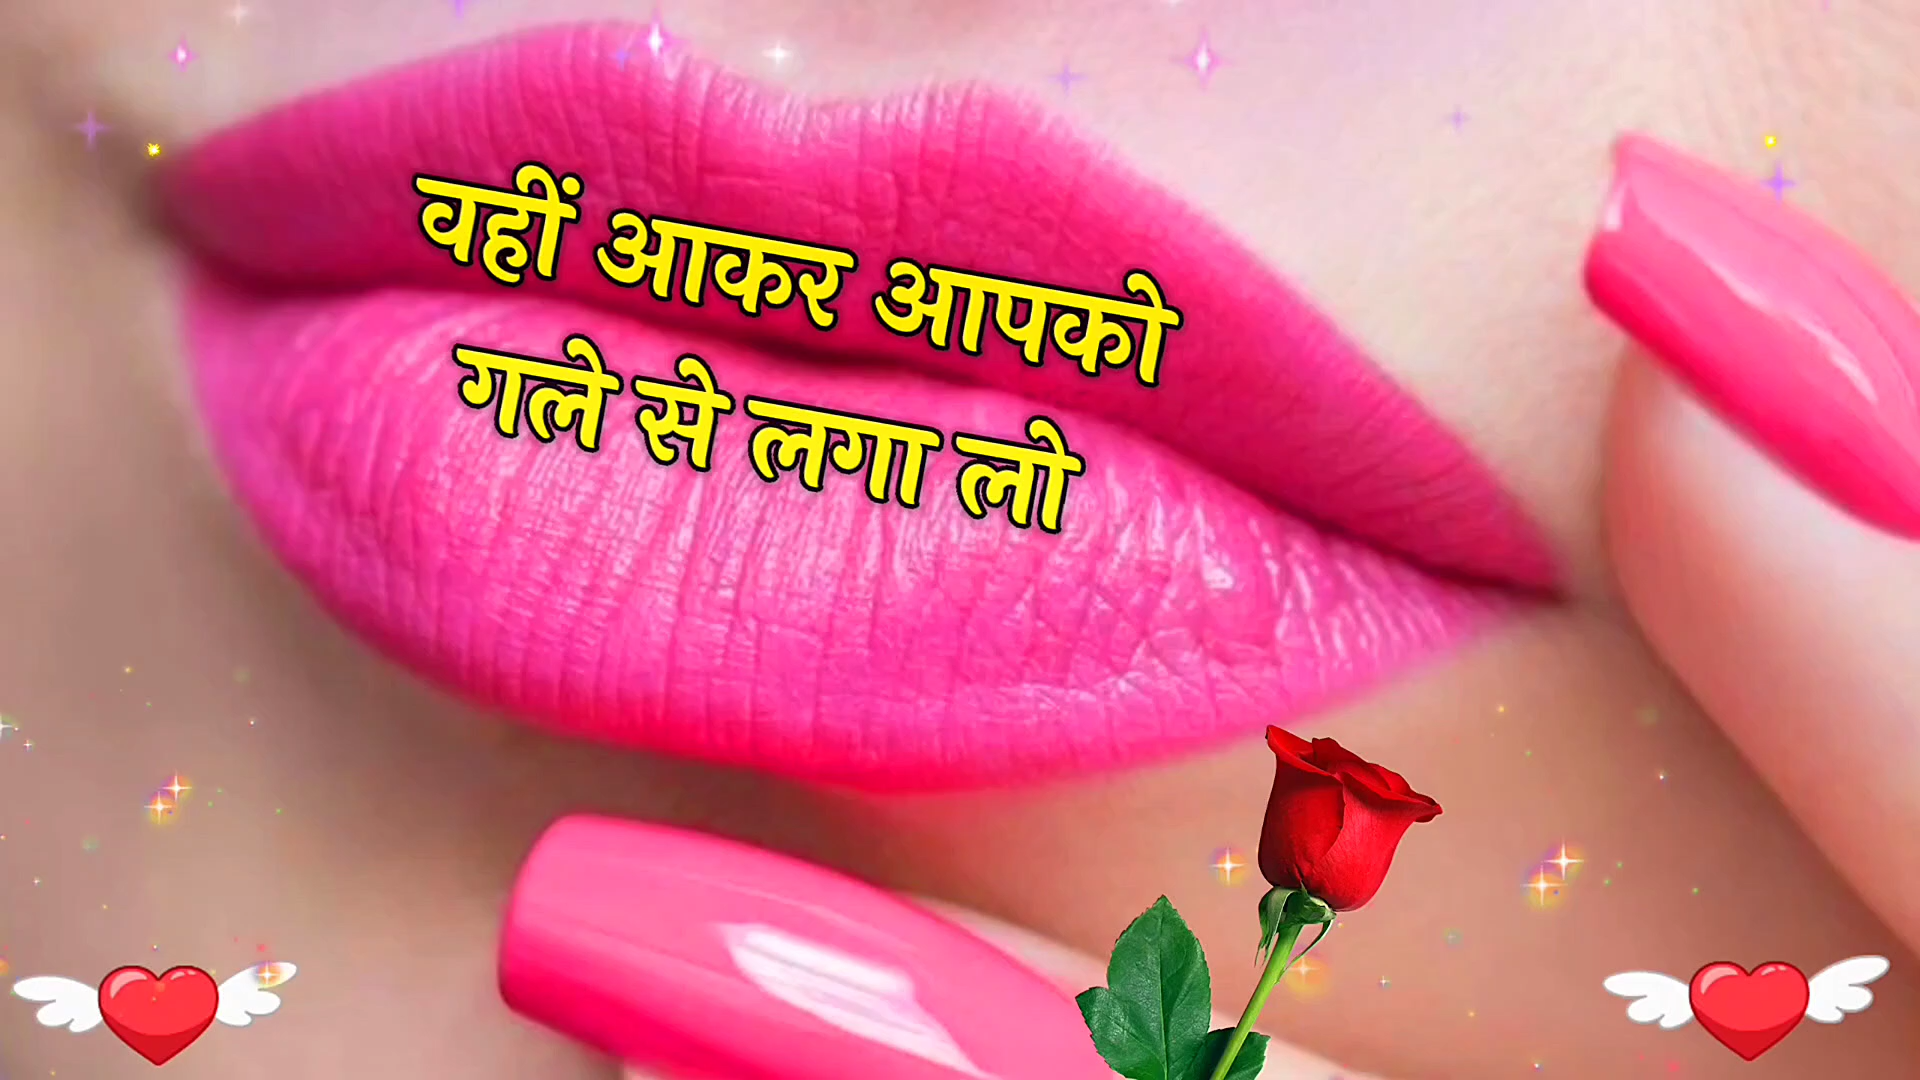 वहीं आकर आपको
गले से लगा लो